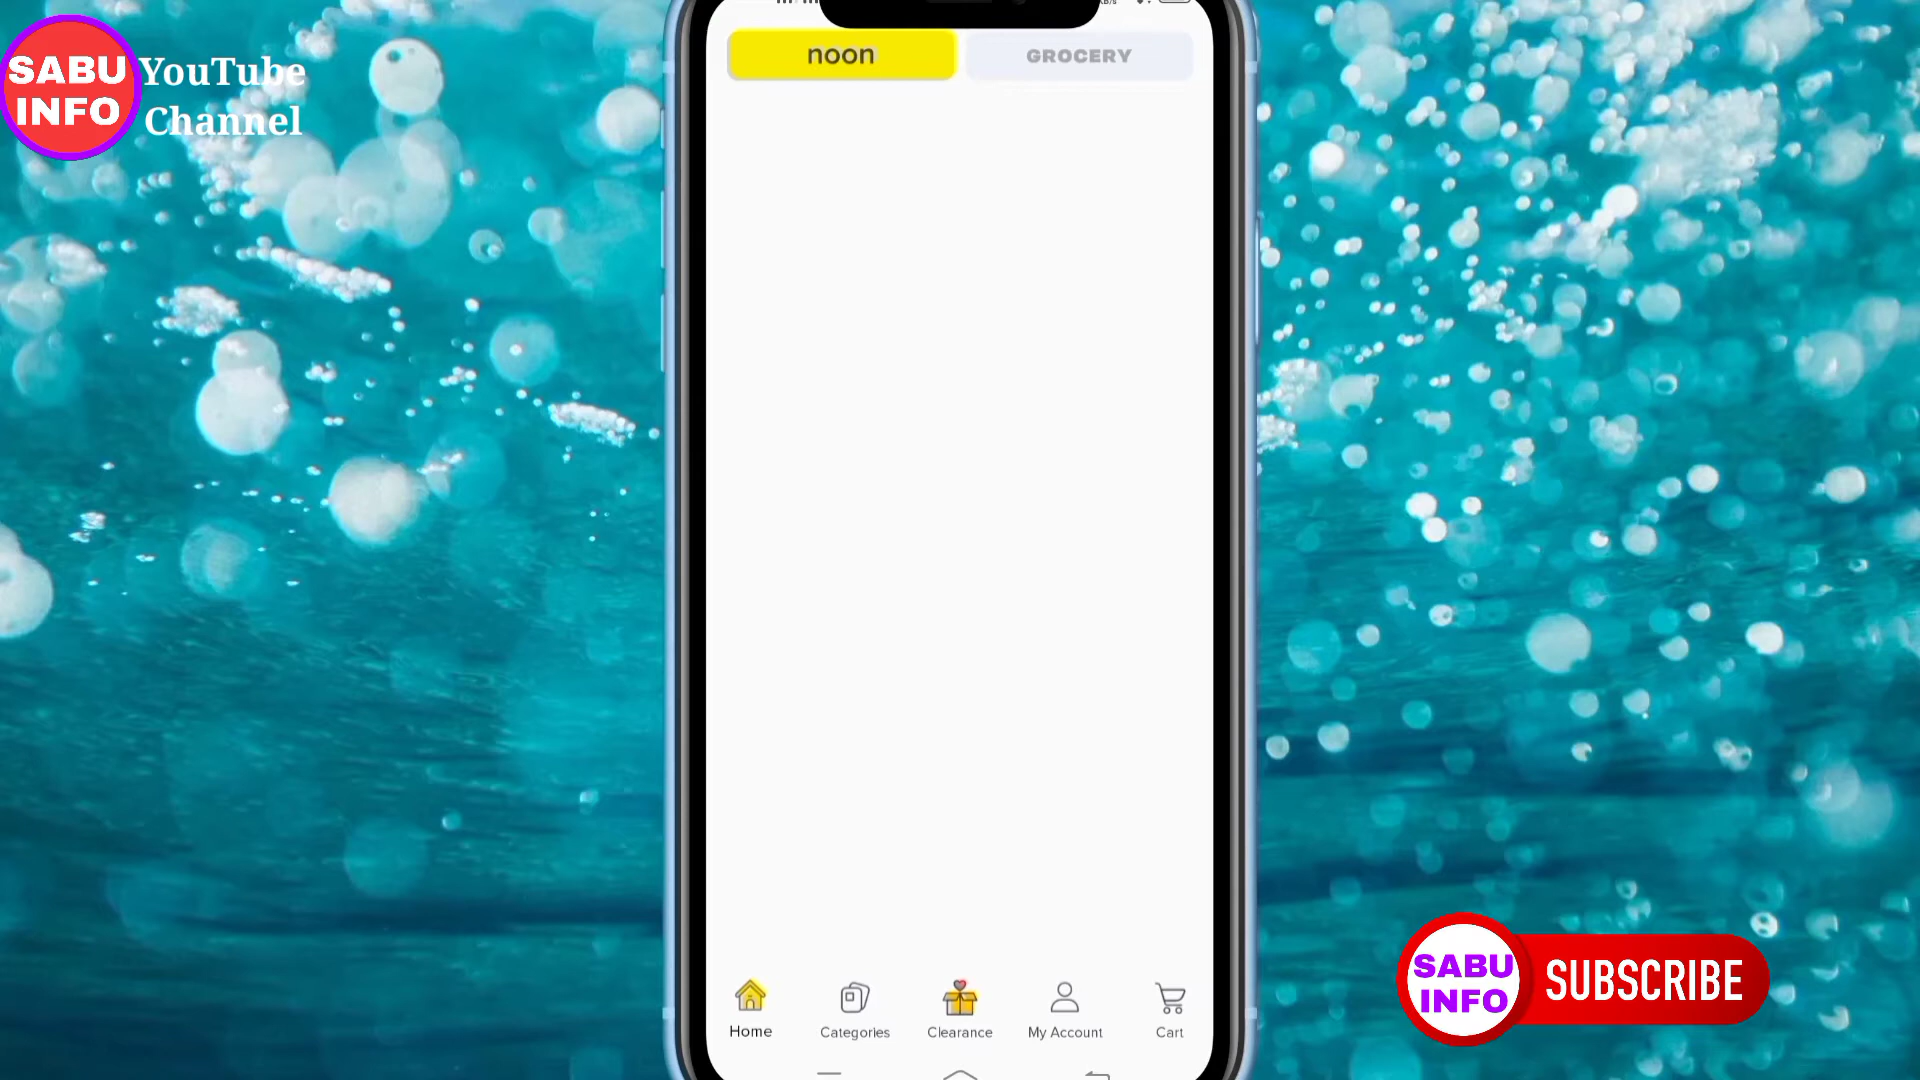 SABU
INFO
YouTube
Channel
noon
GROCERY
Home
Categories
Clearance
My Account
Cart
SABU
INFO
SUBSCRIBE